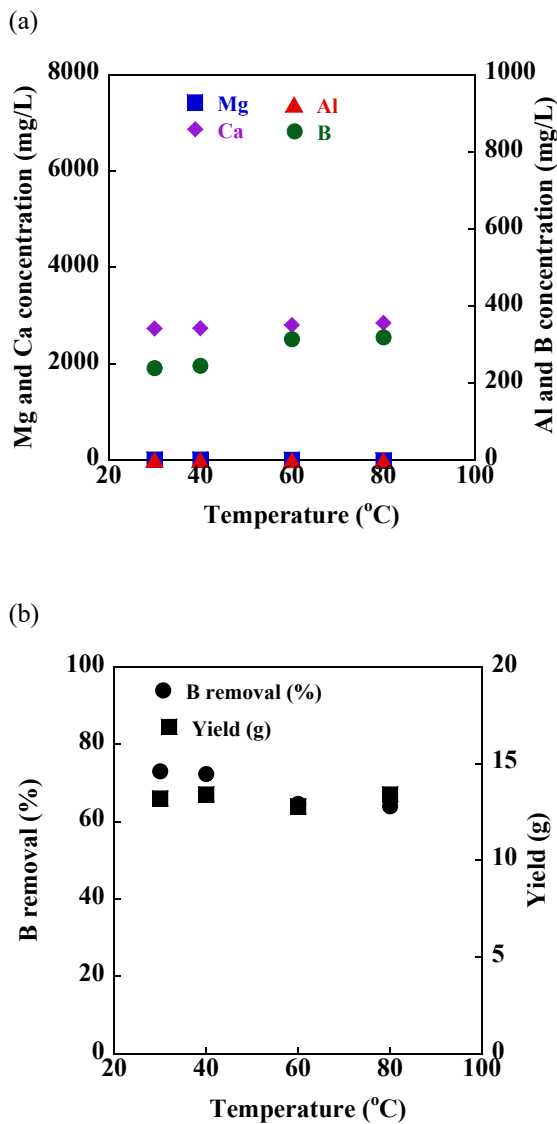 (a)
Mg and Ca concentration (mg/L)
8000
6000
4000
2000
0
Mg
Al
Ca
B
1000
800
600
400
200
0
Al and B concentration (mg/L)
20 40 60 80 100
Temperature (°C)
(b)
B removal (%)
100
80
60
40
20
0
B removal (%)
Yield (g)
20
15
10
5
0
Yield (g)
20 40 60 80 100
Temperature (°C)